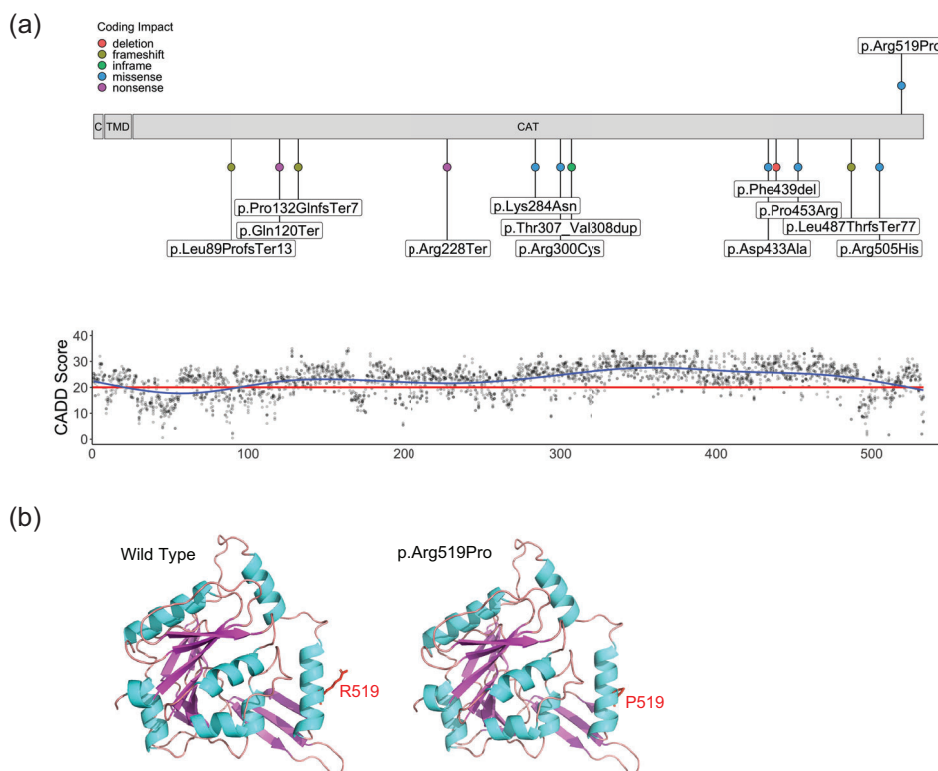 (a)
Coding Impact
deletion
frameshift
inframe
missense
nonsense
p.Arg519Pro
C TMD CAT
p.Phe439del
p.Lys284Asn
p.Pro132GlnfsTer7 p.Pro453Arg
p.Gln120Ter p.Thr307_Val308dup p.Leu487ThrfsTer77
p.Leu89ProfsTer13 p.Arg228Ter p.Arg300Cys p.Asp433Ala p.Arg505His
CADD Score
40
30
20
10
0
0 100 200 300 400 500
(b)
Wild Type p.Arg519Pro
R519 P519